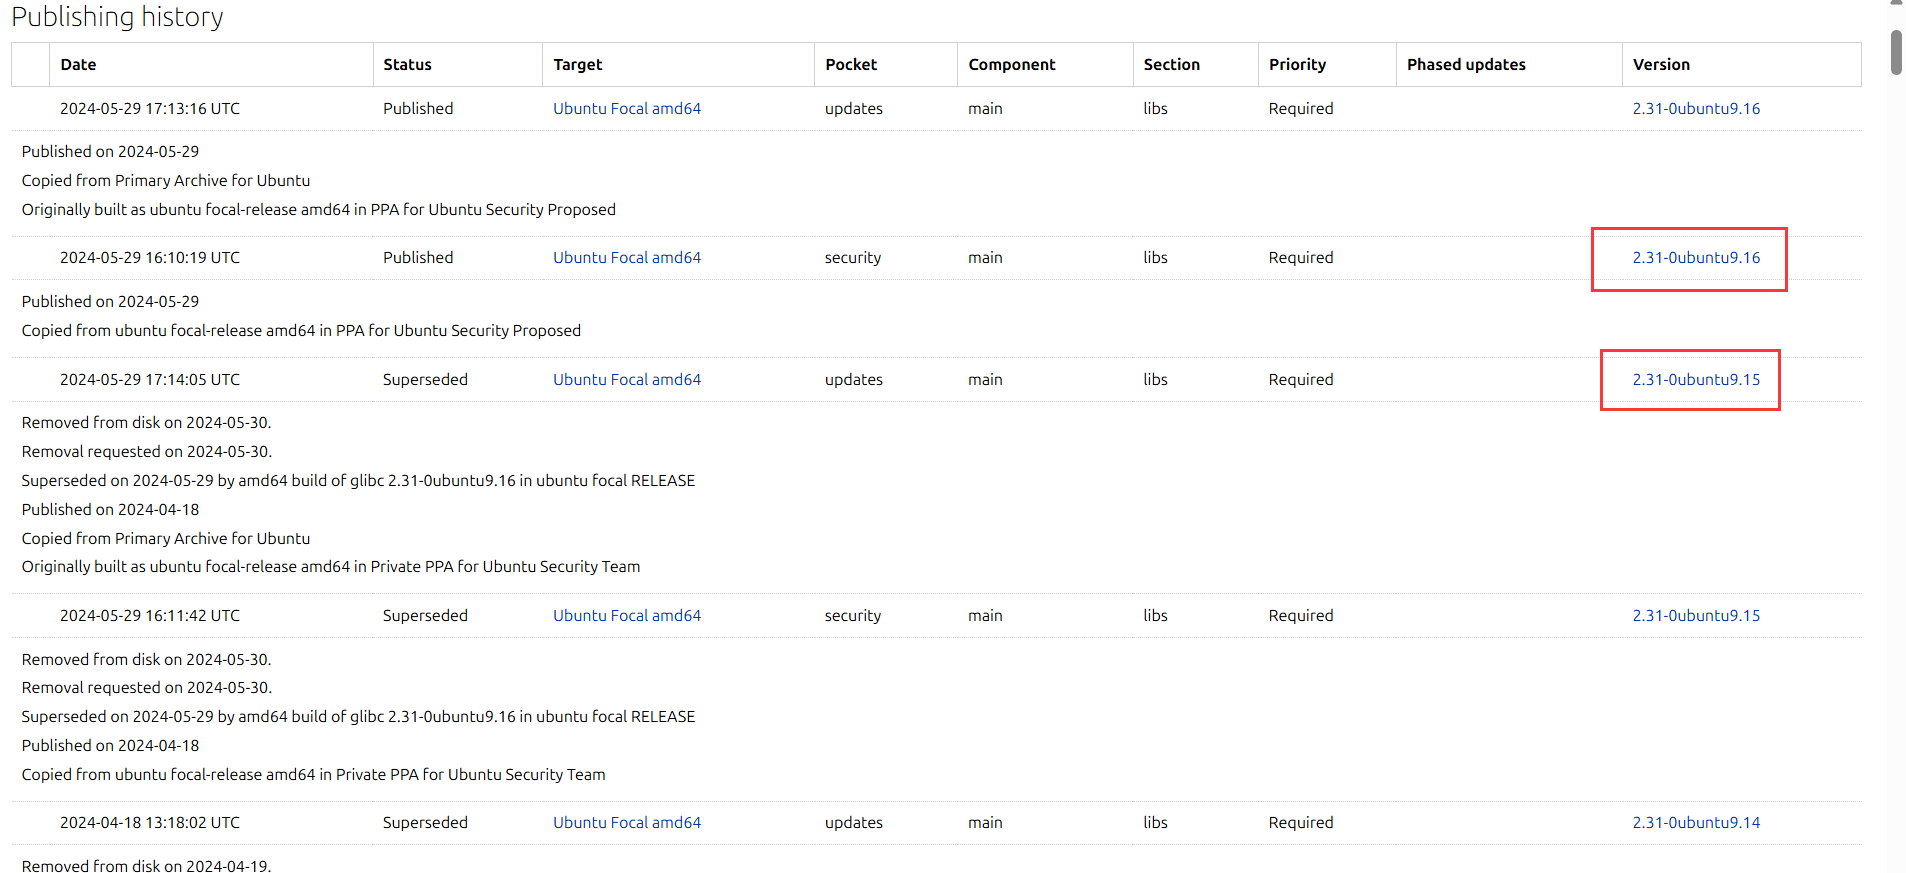 Publishing history
Date Status Target Pocket Component Section Priority Phased updates Version
2024-05-29 17:13:16 UTC Published Ubuntu Focal amd64 updates main libs Required 2.31-0ubuntu9.16
Published on 2024-05-29
Copied from Primary Archive for Ubuntu
Originally built as ubuntu focal-release amd64 in PPA for Ubuntu Security Proposed
2024-05-29 16:10:19 UTC Published Ubuntu Focal amd64 security main libs Required 2.31-0ubuntu9.16
Published on 2024-05-29
Copied from ubuntu focal-release amd64 in PPA for Ubuntu Security Proposed
2024-05-29 17:14:05 UTC Superseded Ubuntu Focal amd64 updates main libs Required 2.31-0ubuntu9.15
Removed from disk on 2024-05-30.
Removal requested on 2024-05-30.
Superseded on 2024-05-29 by amd64 build of glibc 2.31-0ubuntu9.16 in ubuntu focal RELEASE
Published on 2024-04-18
Copied from Primary Archive for Ubuntu
Originally built as ubuntu focal-release amd64 in Private PPA for Ubuntu Security Team
2024-05-29 16:11:42 UTC Superseded Ubuntu Focal amd64 security main libs Required 2.31-0ubuntu9.15
Removed from disk on 2024-05-30.
Removal requested on 2024-05-30.
Superseded on 2024-05-29 by amd64 build of glibc 2.31-0ubuntu9.16 in ubuntu focal RELEASE
Published on 2024-04-18
Copied from ubuntu focal-release amd64 in Private PPA for Ubuntu Security Team
2024-04-18 13:18:02 UTC Superseded Ubuntu Focal amd64 updates main libs Required 2.31-0ubuntu9.14
Removed from disk on 2024-04-19.